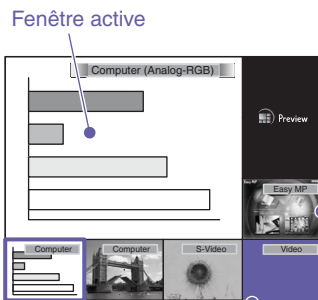 Fenêtre active
Computer (Analog-RGB)
Preview
Easy MP
Computer
Computer
S-Video
Video